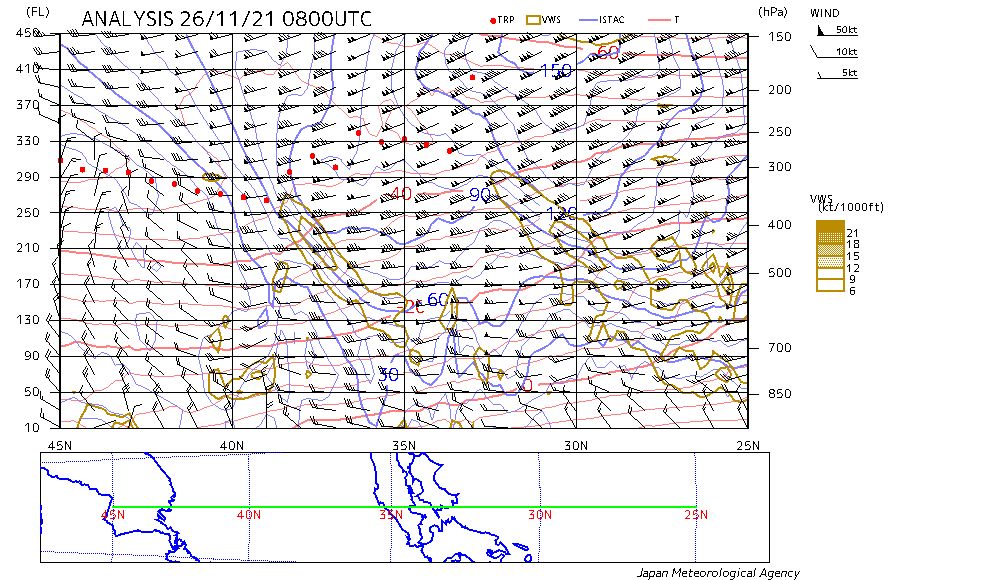 (FL) ANALYSIS 26/11/21 0800UTC TRP VWS ISTAC T (hPa) WIND
50kt
10kt
5kt
450 150
410 200
370
330 250
290 300
250
210 400
170 500
130
90 700
50 850
10
-60
150
-40
90
120
60
30
0
VWS
(kt/1000ft)
21
18
15
12
9
6
45N 40N 35N 30N 25N
45N 40N 35N 30N 25N
Japan Meteorological Agency